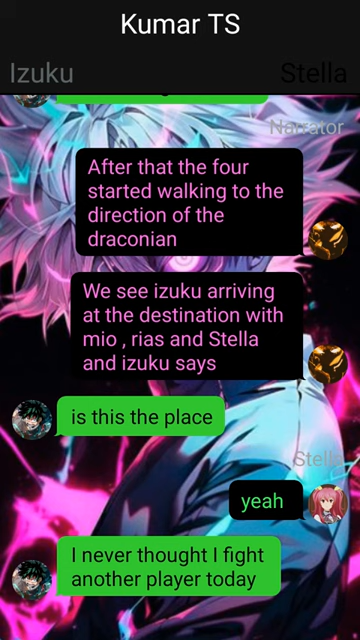 Kumar TS
Izuku
Stella
Narrator
After that the four
started walking to the
direction of the
draconian
We see izuku arriving
at the destination with
mio , rias and Stella
and izuku says
is this the place
Stella
yeah
I never thought I fight
another player today